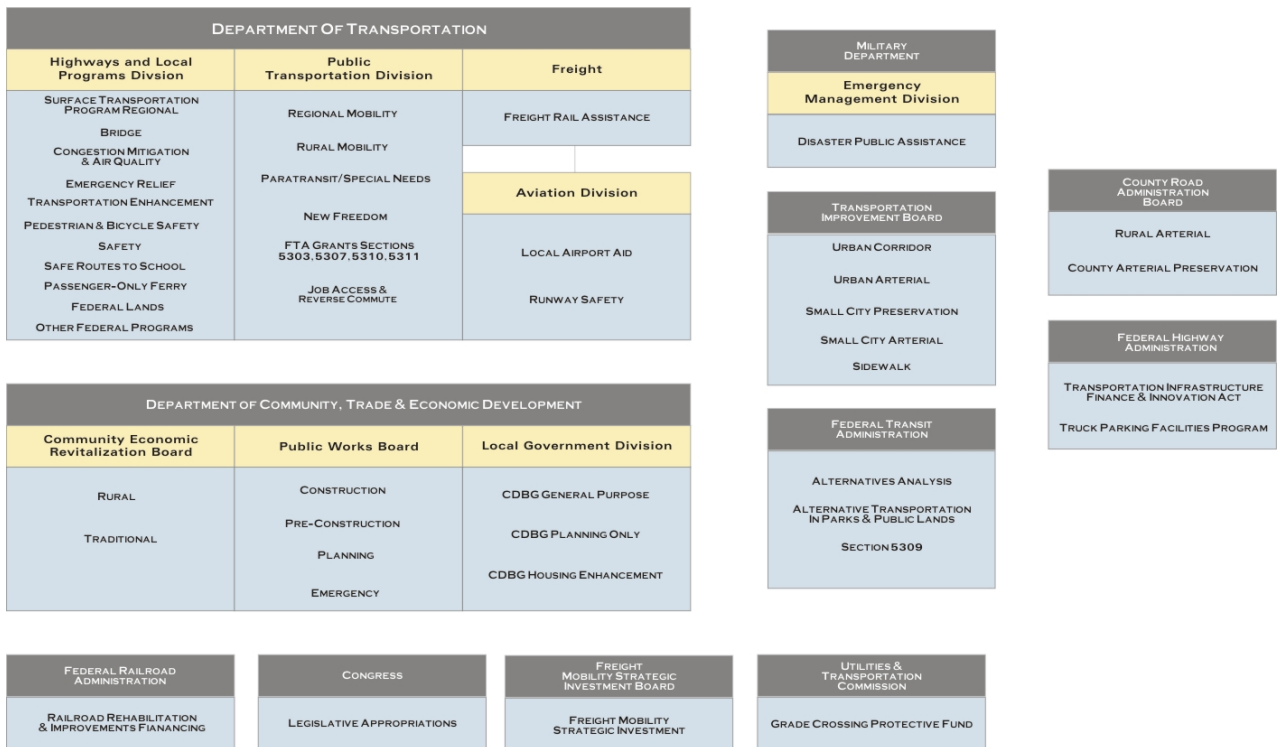 DEPARTMENT OF TRANSPORTATION
Highways and Local
Programs Divsion
SURFACE TRANSPORTATION
PROGRAM REGIONAL
BRIDGE
CONGESTION MITIGATION
& AIR QUALITY
EMERGENCY RELIEF
TRANSPORTATION ENHANCEMENT
PEDESTRIAN & BICYCLE SAFETY
SAFETY
SAFE ROUTES TO SCHOOL
PASSENGER-ONLY FERRY
FEDERAL LANDS
OTHER FEDERAL PROGRAMS
Public
Transportation Division
REGIONAL MOBILITY
RURAL MOBILITY
PARATRANSIT/SPECIAL NEEDS
NEW FREEDOM
FTA GRANTS SECTIONS
5303,5307,5310,5311
JOB ACCESS &
REVERSE COMMUTE
Freight
FREIGHT RAIL ASSISTANCE
Aviation Division
LOCAL AIRPORT AID
RUNWAY SAFETY
MILITARY
DEPARTMENT
Emergency
Management Division
DISASTER PUBLIC ASSISTANCE
TRANSPORTATION
IMPROVEMENT BOARD
URBAN CORRIDOR
URBAN ARTERIAL
SMALL CITY PRESERVATION
SMALL CITY ARTERIAL
SIDEWALK
COUNTY ROAD
ADMINISTRATION
BOARD
RURAL ARTERIAL
COUNTY ARTERIAL PRESERVATION
FEDERAL HIGHWAY
ADMINISTRATION
TRANSPORTATION INFRASTRUCTURE
FINANCE & INNOVATION ACT
TRUCK PARKING FACILITIES PROGRAM
DEPARTMENT OF COMMUNITY, TRADE & ECONOMIC DEVELOPMENT
Community Economic
Revitalization Board
RURAL
TRADITIONAL
Public Works Board
CONSTRUCTION
PRE-CONSTRUCTION
PLANNING
EMERGENCY
Local Government Division
CDBG GENERAL PURPOSE
CDBG PLANNING ONLY
CDBG HOUSING ENHANCEMENT
FEDERAL TRANSIT
ADMINISTRATION
ALTERNATIVES ANALYSIS
ALTERNATIVE TRANSPORTATION
IN PARKS & PUBLIC LANDS
SECTION 5309
FEDERAL RAILROAD
ADMINISTRATION
RAILROAD REHABILITATION
& IMPROVEMENTS FIANANCING
CONGRESS
LEGISLATIVE APPROPRIATIONS
FREIGHT
MOBILITY STRATEGIC
INVESTMENT BOARD
FREIGHT MOBILITY
STRATEGIC INVESTMENT
UTILITIES &
TRANSPORTATION
COMMISSION
GRADE CROSSING PROTECTIVE FUND